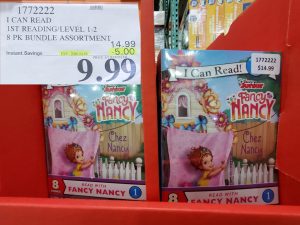 1772222
I CAN READ
1ST READING/LEVEL 1-2
8 PK BUNDLE ASSORTMENT
14.99
Instant Savings
5.00
9.99
I Can Read!
1772222
$14.99
Disney Junior
Fancy
NANCY
Chez
Nancy
8
READ WITH
FANCY NANCY
1
Disney Junior
Fancy
NANCY
Chez
Nancy
8
READ WITH
FANCY NANCY
1